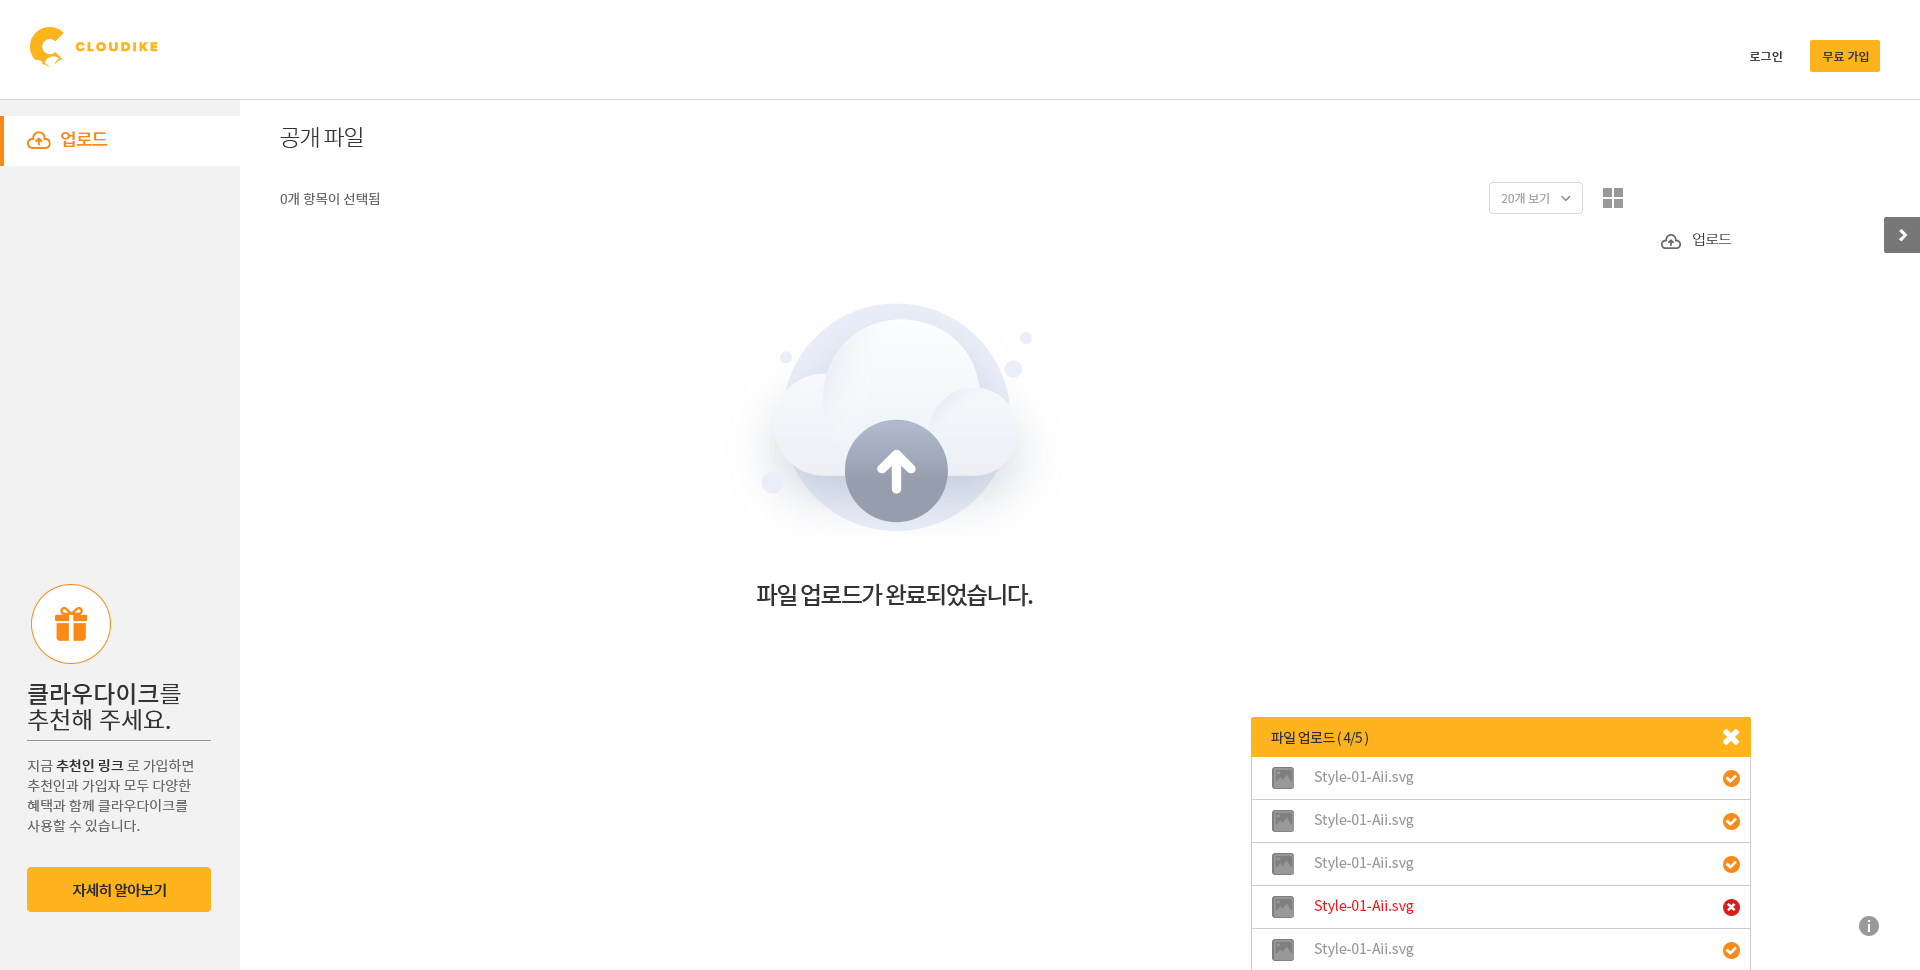 CLOUDIKE
로그인
무료 가입
업로드
공개 파일
0개 항목이 선택됨
20개 보기
업로드
파일 업로드가 완료되었습니다.
클라우다이크를
추천해 주세요.
지금 추천인 링크 로 가입하면
추천인과 가입자 모두 다양한
혜택과 함께 클라우다이크를
사용할 수 있습니다.
자세히 알아보기
파일 업로드 ( 4/5 )
Style-01-Aii.svg
Style-01-Aii.svg
Style-01-Aii.svg
Style-01-Aii.svg
Style-01-Aii.svg